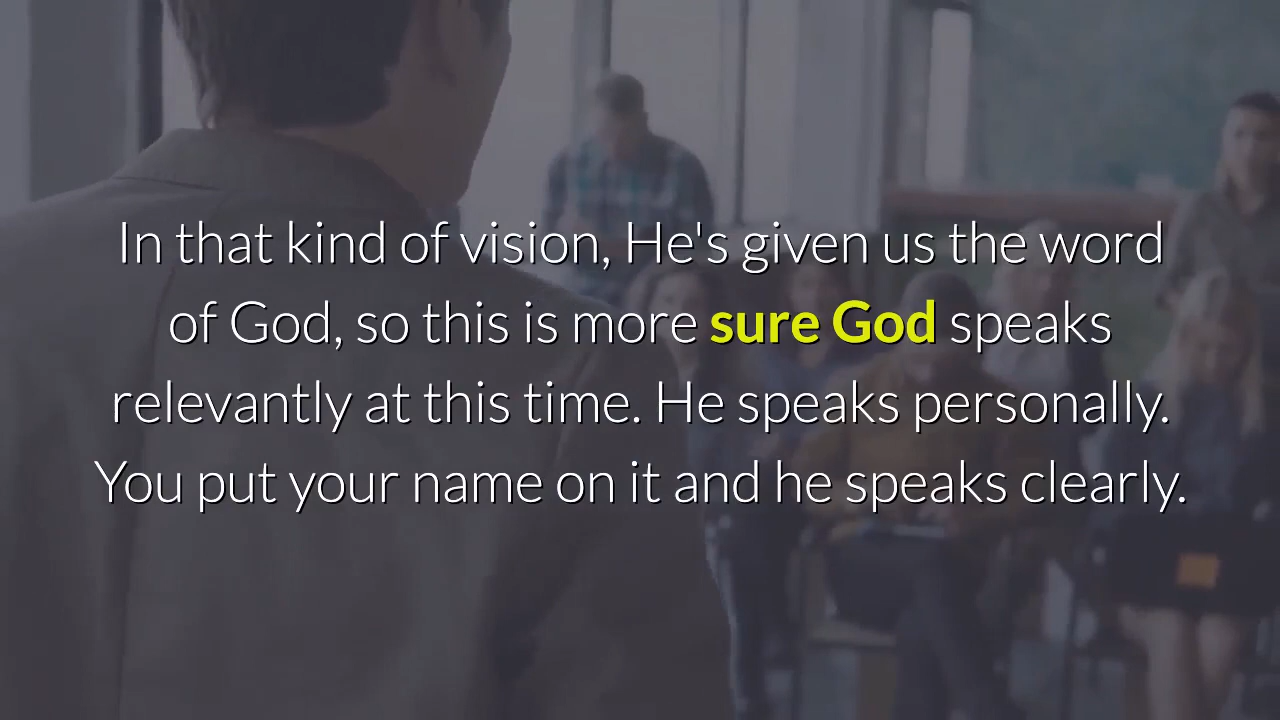 In that kind of vision, He's given us the word
of God, so this is more sure God speaks
relevantly at this time. He speaks personally.
You put your name on it and he speaks clearly.